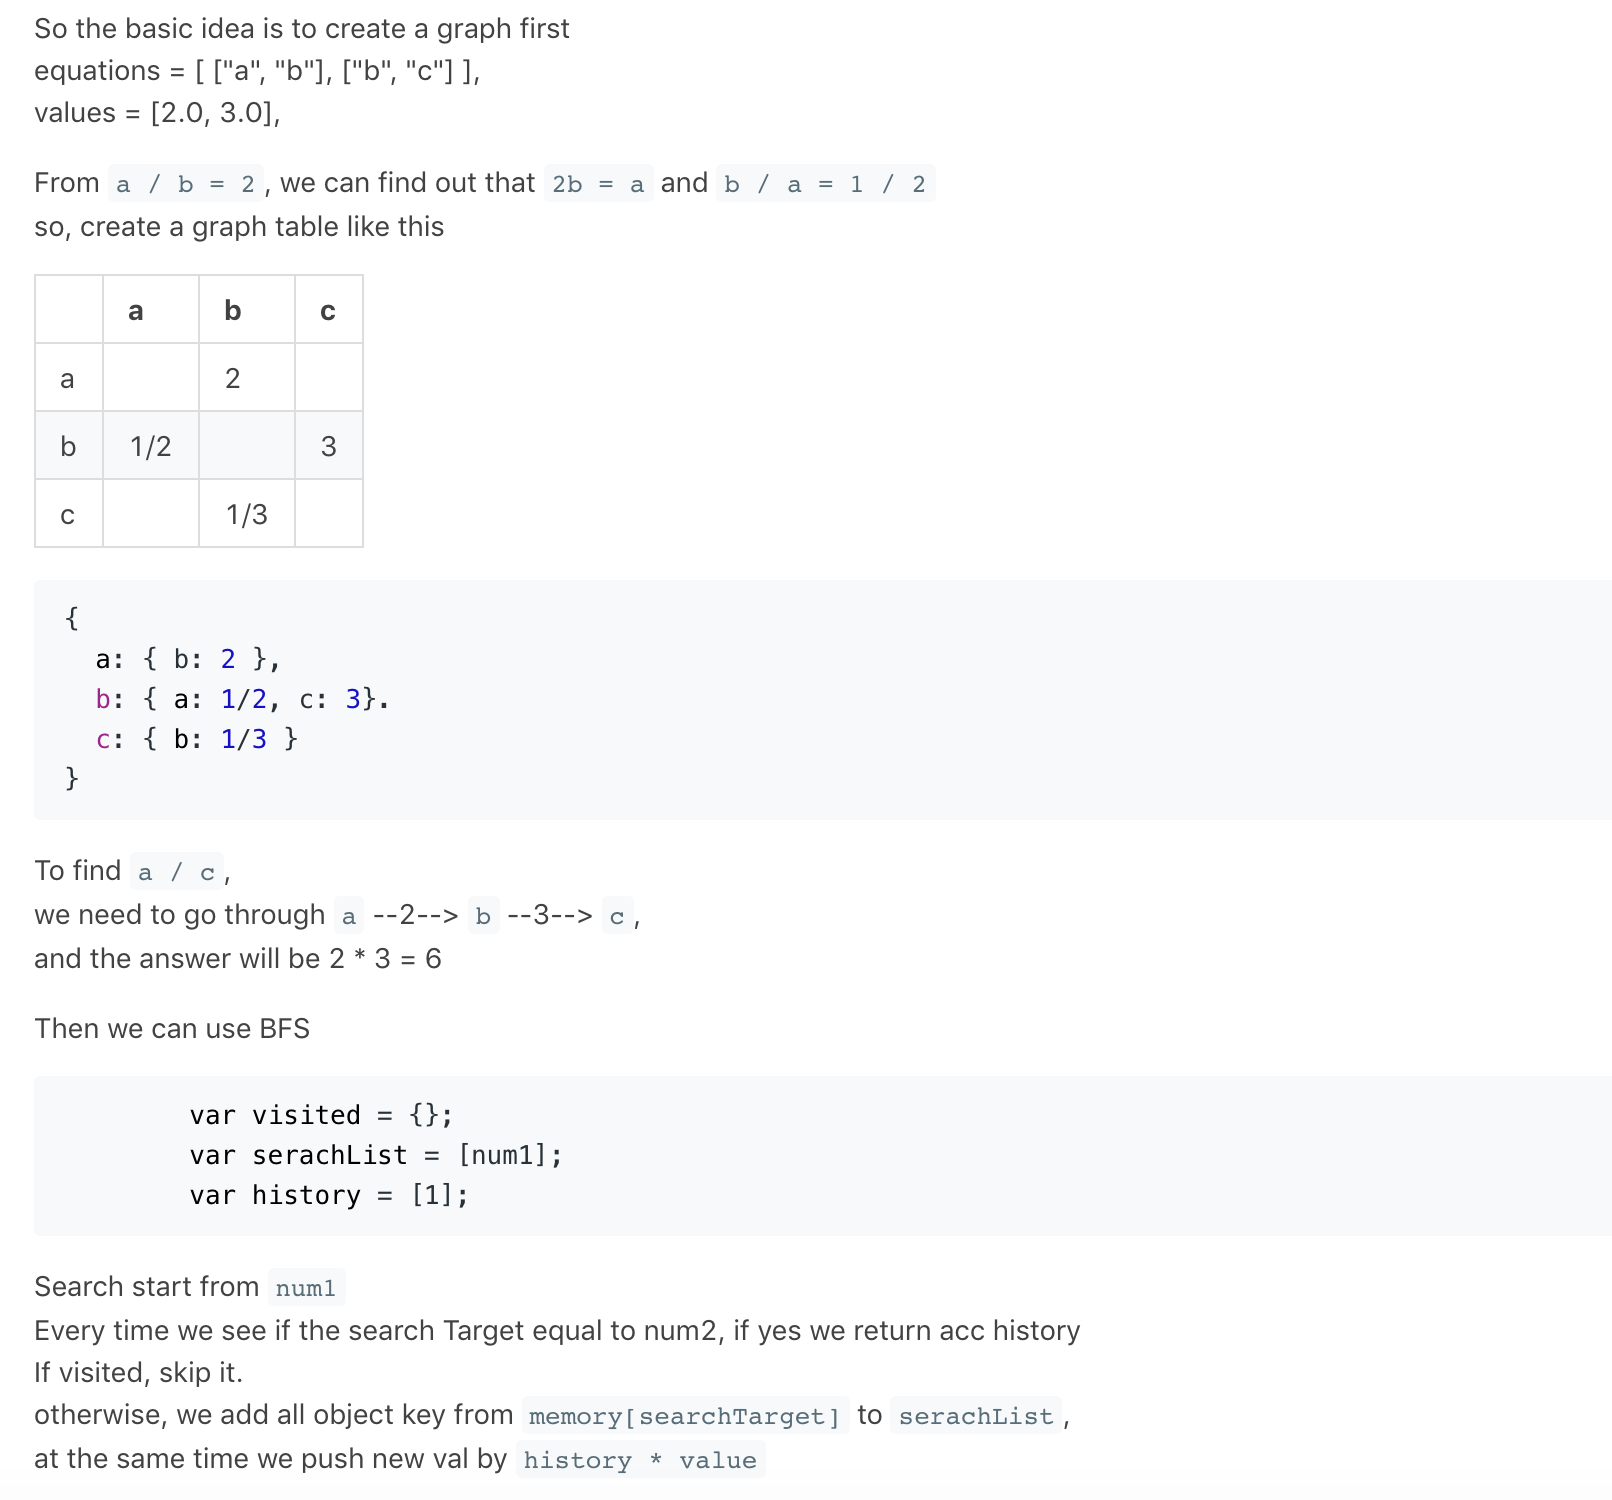 So the basic idea is to create a graph first
equations = [ ["a", "b"], ["b", "c"] ],
values = [2.0, 3.0],
From a / b = 2, we can find out that 2b = a and b / a = 1 / 2
so, create a graph table like this
a b c
a 2
b 1/2 3
c 1/3
{
  a: { b: 2 },
  b: { a: 1/2, c: 3}.
  c: { b: 1/3 }
}
To find a / c,
we need to go through a --2--> b --3--> c,
and the answer will be 2 * 3 = 6
Then we can use BFS
var visited = {};
var serachList = [num1];
var history = [1];
Search start from num1
Every time we see if the search Target equal to num2, if yes we return acc history
If visited, skip it.
otherwise, we add all object key from memory[searchTarget] to serachList,
at the same time we push new val by history * value